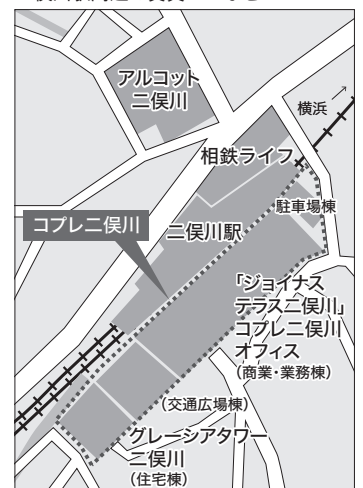 アルコット
二俣川
横浜
相鉄ライフ
駐車場棟
コプレ二俣川
二俣川駅
「ジョイナス
テラス二俣川」
コプレ二俣川
オフィス
(商業・業務棟)
(交通広場棟)
グレーシアタワー
二俣川
(住宅棟)